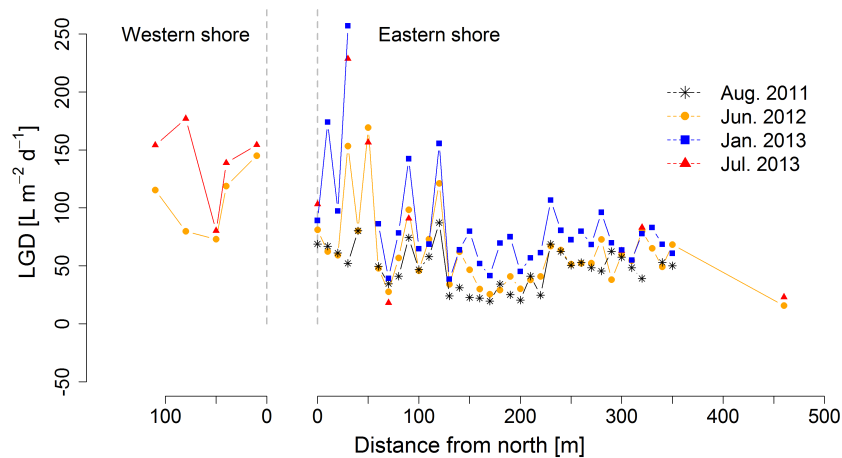 Western shore
Eastern shore
Aug. 2011
Jun. 2012
Jan. 2013
Jul. 2013
LGD [L m⁻² d⁻¹]
250
200
150
100
50
0
-50
100 0 0 100 200 300 400 500
Distance from north [m]